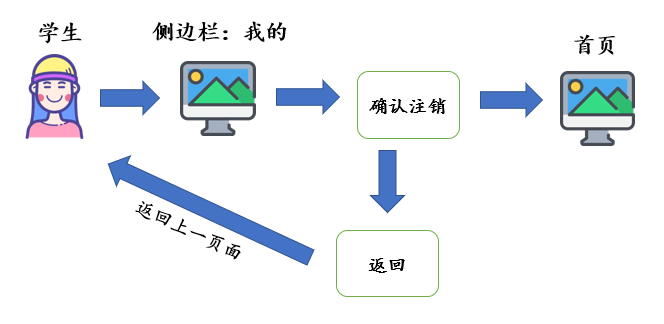 学生
侧边栏：我的
首页
确认注销
返回上一页面
返回